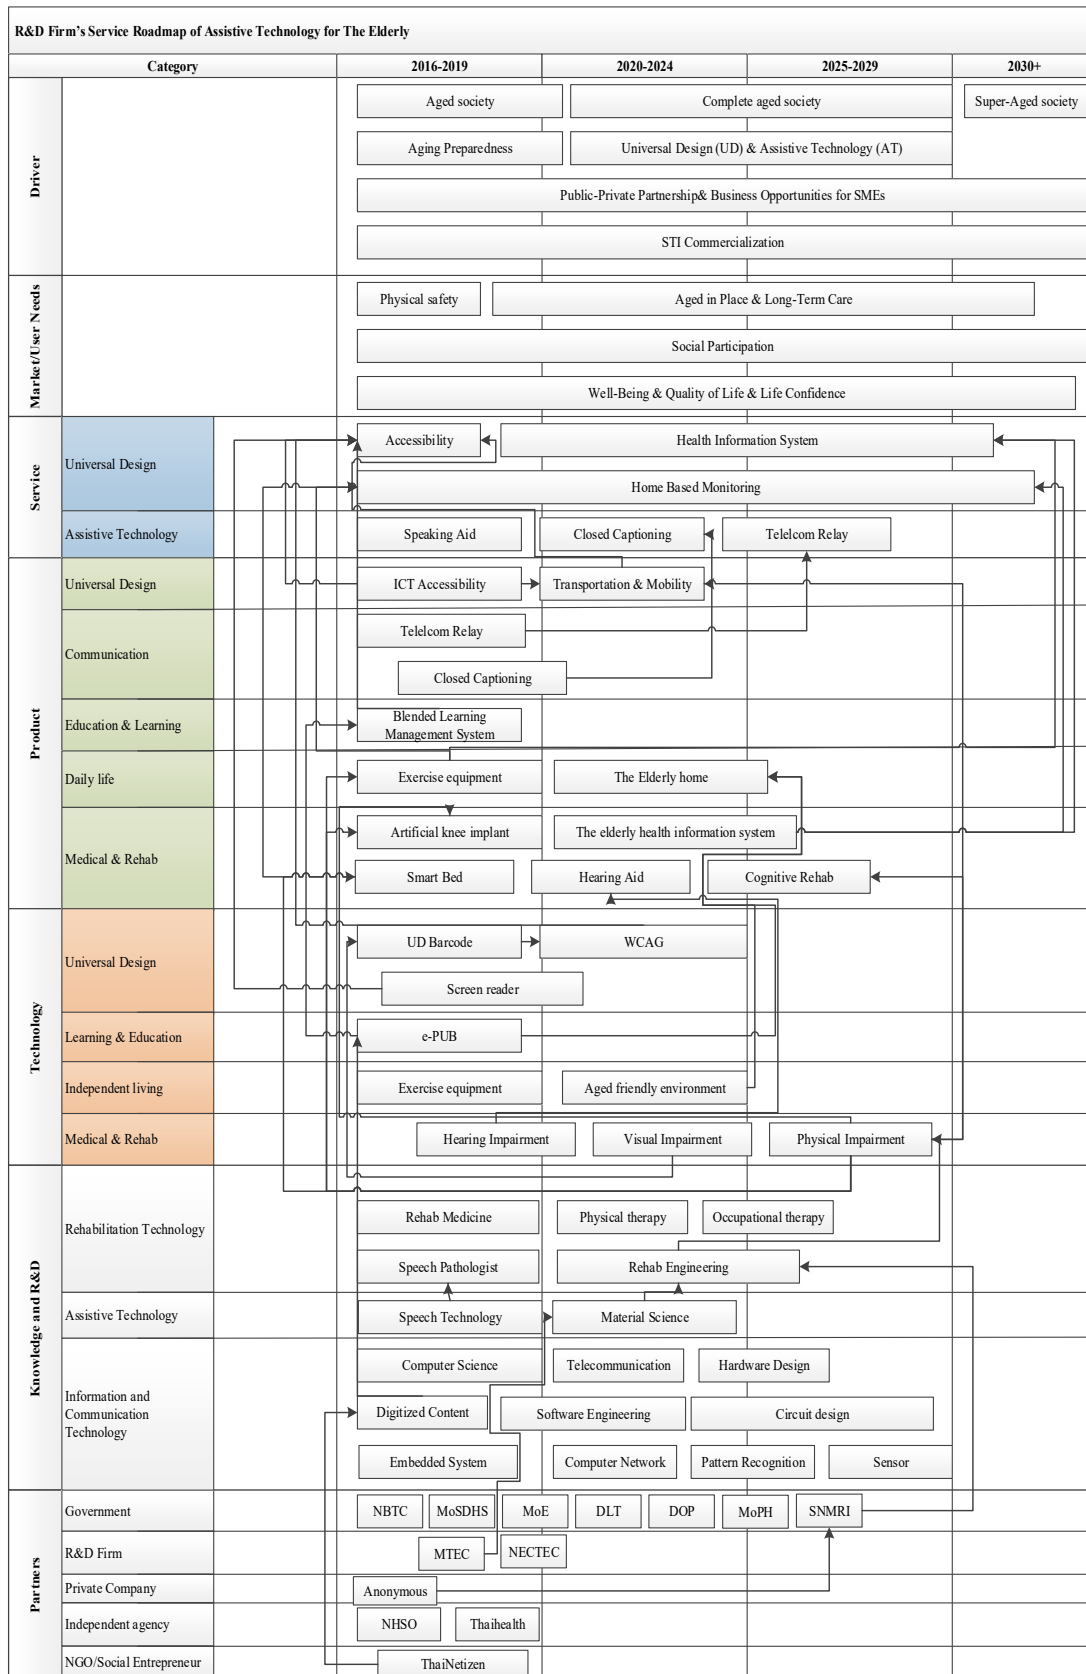 R&D Firm's Service Roadmap of Assistive Technology for The Elderly
Category
2016-2019
2020-2024
2025-2029
2030+
Driver
Aged society
Complete aged society
Super-Aged society
Aging Preparedness
Universal Design (UD) & Assistive Technology (AT)
Public-Private Partnership& Business Opportunities for SMEs
STI Commercialization
Market/User Needs
Physical safety
Aged in Place & Long-Term Care
Social Participation
Well-Being & Quality of Life & Life Confidence
Service
Universal Design
Accessibility
Health Information System
Home Based Monitoring
Assistive Technology
Speaking Aid
Closed Captioning
Telelcom Relay
Product
Universal Design
ICT Accessibility
Transportation & Mobility
Communication
Telelcom Relay
Closed Captioning
Education & Learning
Blended Learning
Management System
Daily life
Exercise equipment
The Elderly home
Medical & Rehab
Artificial knee implant
The elderly health information system
Smart Bed
Hearing Aid
Cognitive Rehab
Technology
Universal Design
UD Barcode
WCAG
Screen reader
Learning & Education
e-PUB
Independent living
Exercise equipment
Aged friendly environment
Medical & Rehab
Hearing Impairment
Visual Impairment
Physical Impairment
Knowledge and R&D
Rehabilitation Technology
Rehab Medicine
Physical therapy
Occupational therapy
Speech Pathologist
Rehab Engineering
Assistive Technology
Speech Technology
Material Science
Information and
Communication
Technology
Computer Science
Telecommunication
Hardware Design
Digitized Content
Software Engineering
Circuit design
Embedded System
Computer Network
Pattern Recognition
Sensor
Partners
Government
NBTC
MoSDHS
MoE
DLT
DOP
MoPH
SNMRI
R&D Firm
MTEC
NECTEC
Private Company
Anonymous
Independent agency
NHSO
Thaihealth
NGO/Social Entrepreneur
ThaiNetizen